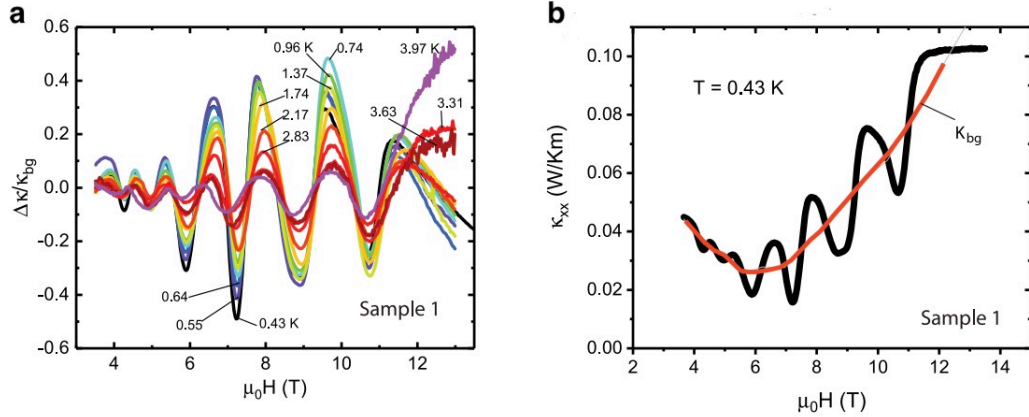 a
0.6
0.4
0.2
0.0
-0.2
-0.4
-0.6
Δκ/κbg
0.96 K
0.74
3.97 K
1.37
1.74
2.17
2.83
3.63
3.31
0.64
0.55
0.43 K
Sample 1
4 6 8 10 12
μ0H (T)
b
0.10
0.08
0.06
0.04
0.02
0.00
κxx (W/Km)
T = 0.43 K
Κbg
Sample 1
2 4 6 8 10 12 14
μ0H (T)